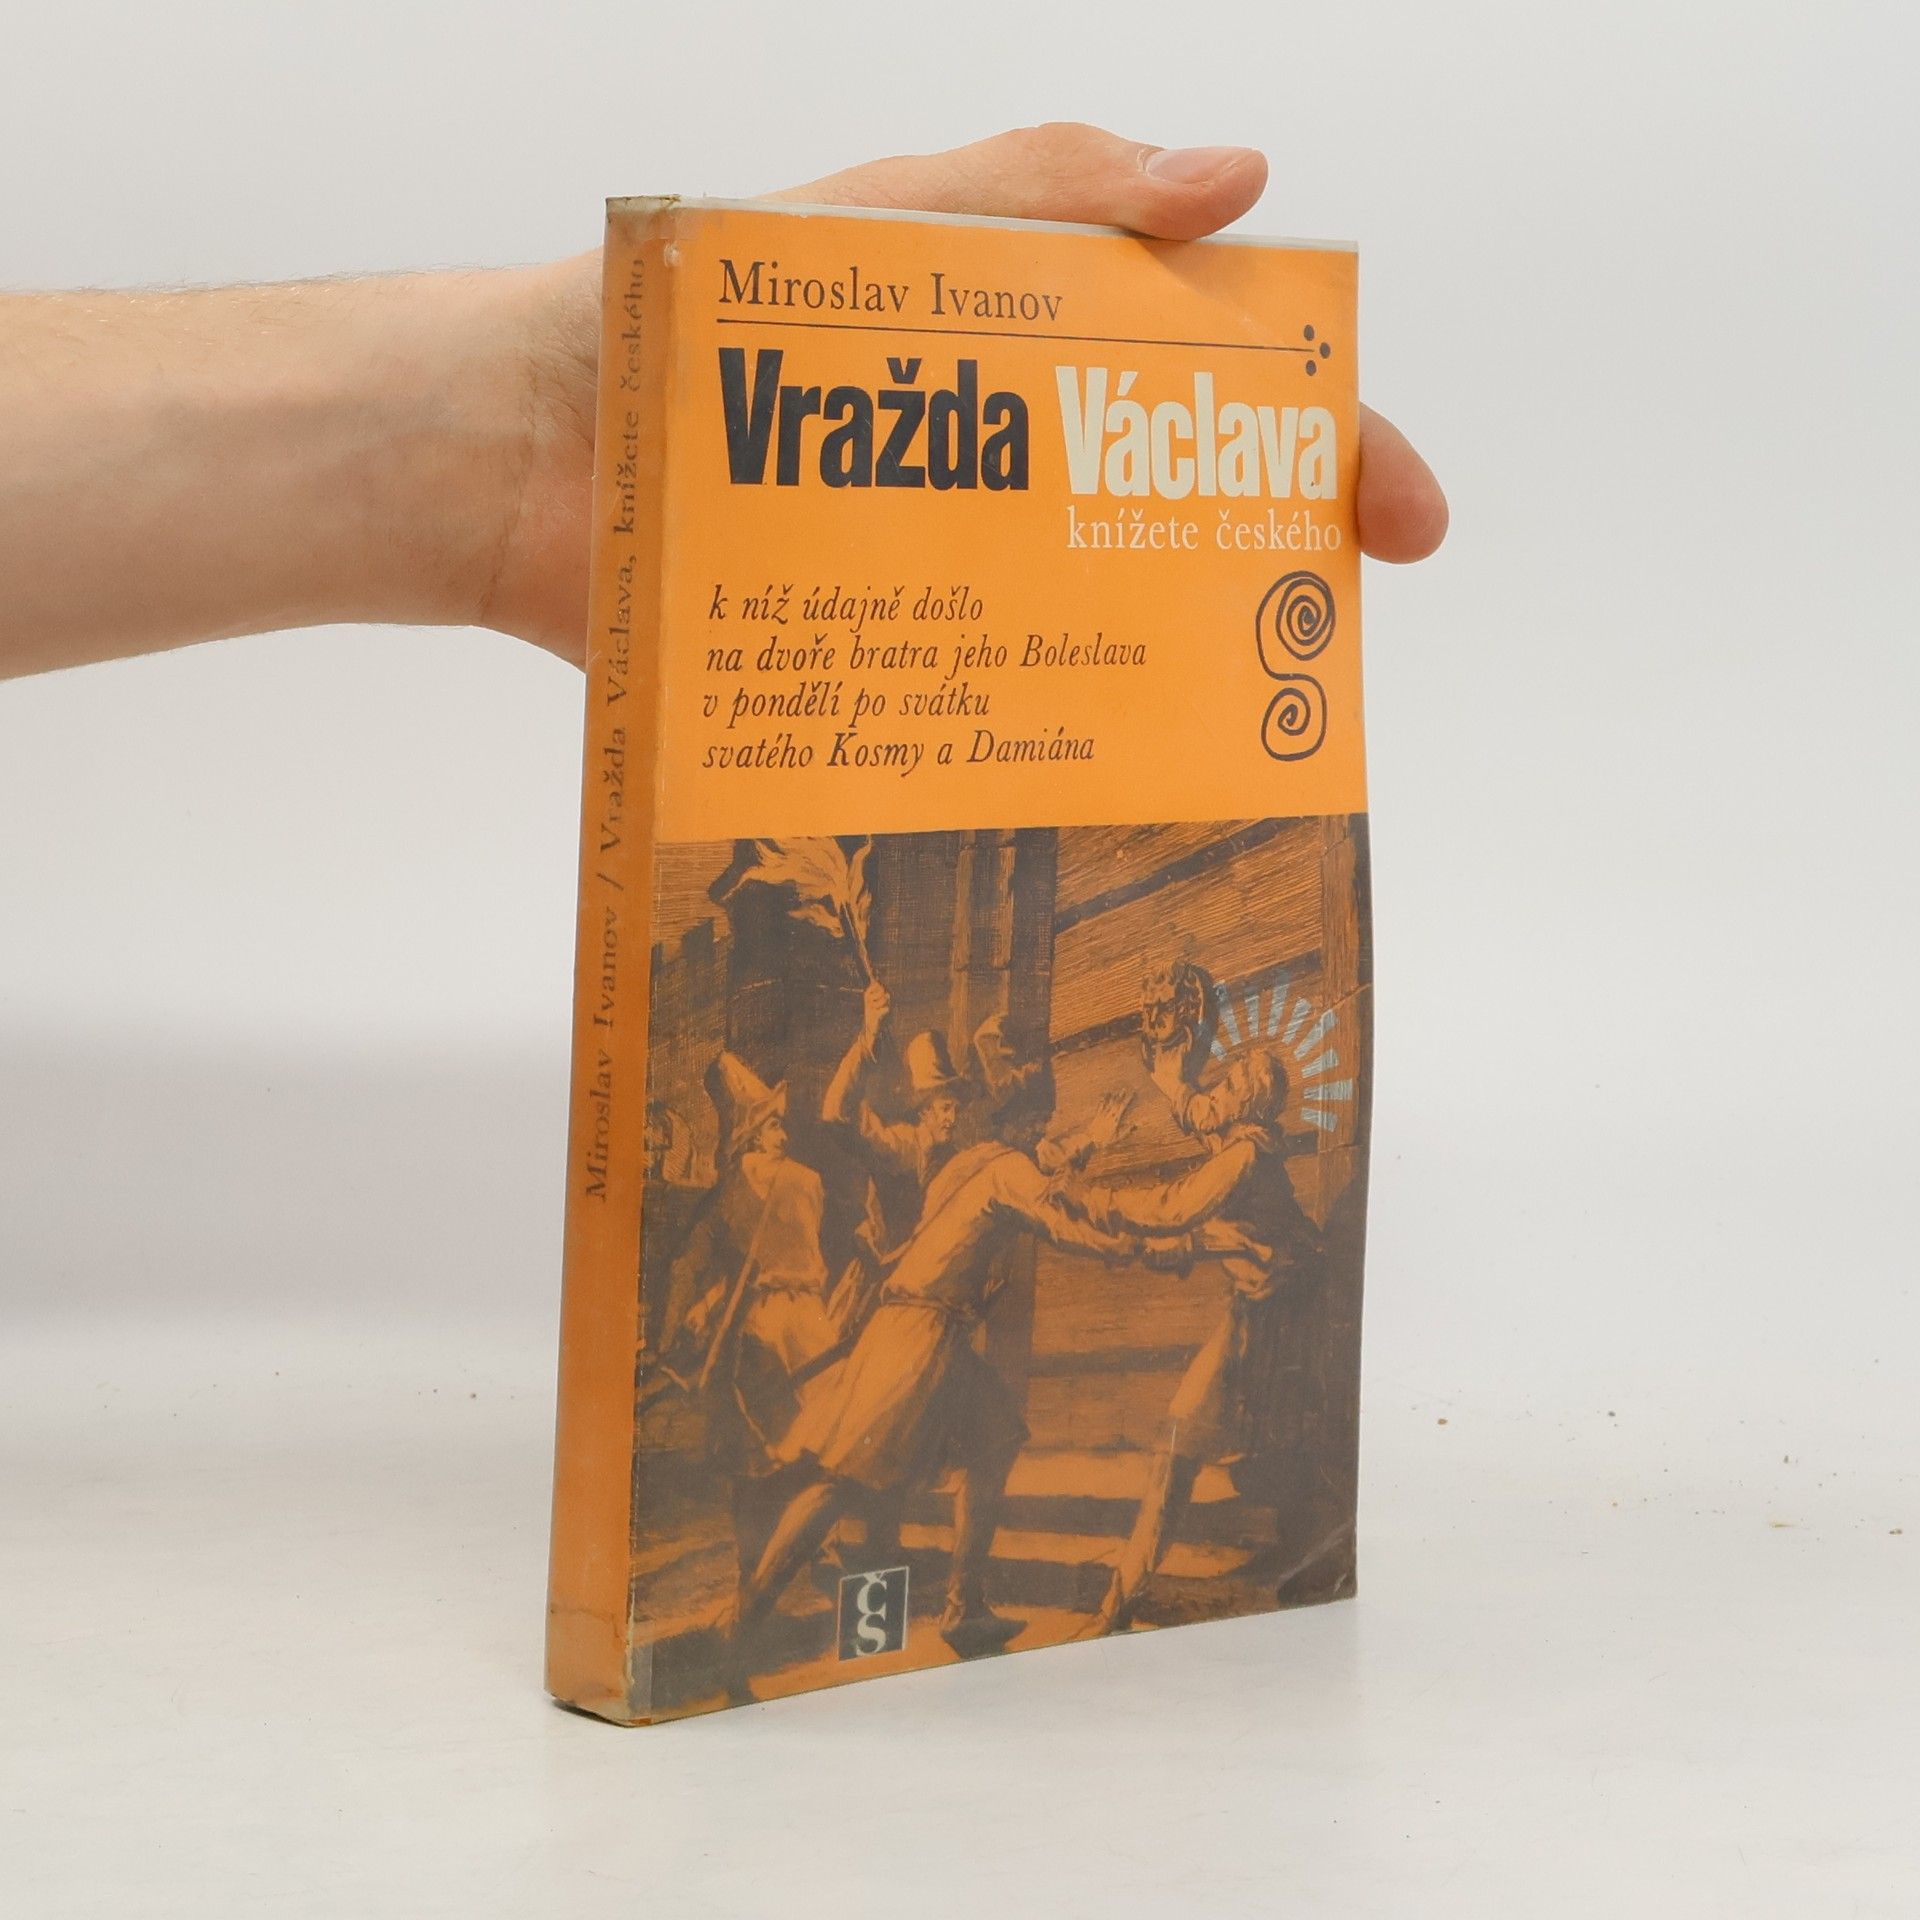 Miroslav Ivanov
Vražda Václava
knížete českého
k níž údajně došlo
na dvoře bratra jeho Boleslava
v pondělí po svátku
svatého Kosmy a Damiána
ČS
Miroslav Ivanov / Vražda Václava, knížete českého